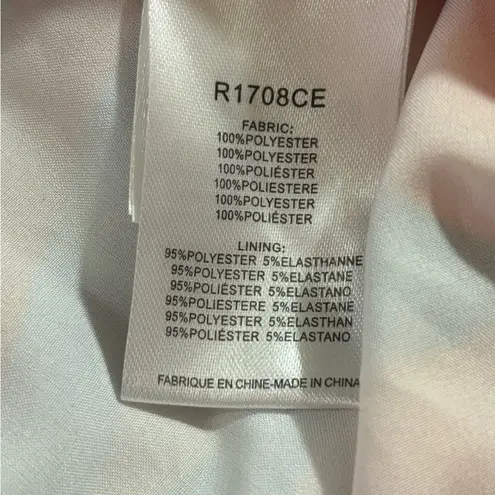 R1708CE
FABRIC:
100%POLYESTER
100%POLYESTER
100%POLIÉSTER
100%POLIESTERE
100%POLYESTER
100%POLIÉSTER
LINING:
95%POLYESTER 5%ELASTHANNE
95%POLYESTER 5%ELASTANE
95%POLIÉSTER 5%ELASTANO
95%POLIESTERE 5%ELASTANE
95%POLYESTER 5%ELASTHAN
95%POLIÉSTER 5%ELASTANO
FABRIQUE EN CHINE-MADE IN CHINA